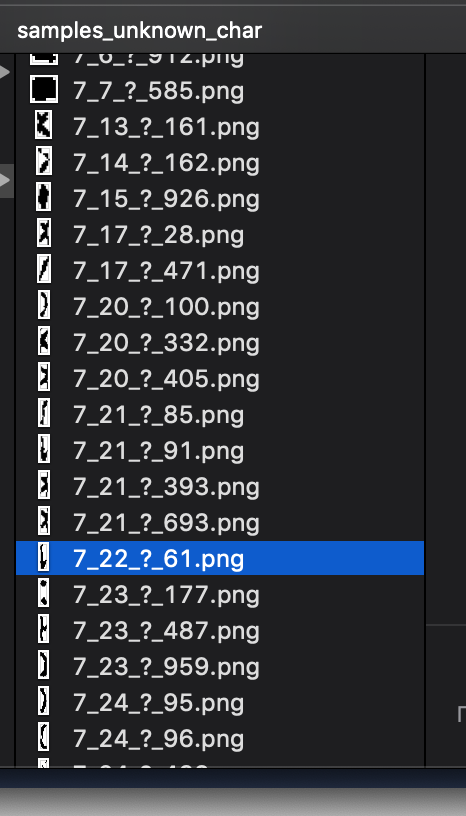 samples_unknown_char
7_6_?_912.png
7_7_?_585.png
7_13_?_161.png
7_14_?_162.png
7_15_?_926.png
7_17_?_28.png
7_17_?_471.png
7_20_?_100.png
7_20_?_332.png
7_20_?_405.png
7_21_?_85.png
7_21_?_91.png
7_21_?_393.png
7_21_?_693.png
7_22_?_61.png
7_23_?_177.png
7_23_?_487.png
7_23_?_959.png
7_24_?_95.png
7_24_?_96.png